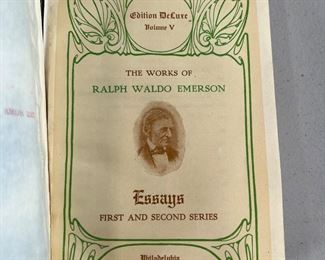 Edition DeLuxe
Volume V
THE WORKS OF
RALPH WALDO EMERSON
Essays
FIRST AND SECOND SERIES
Philadelphia